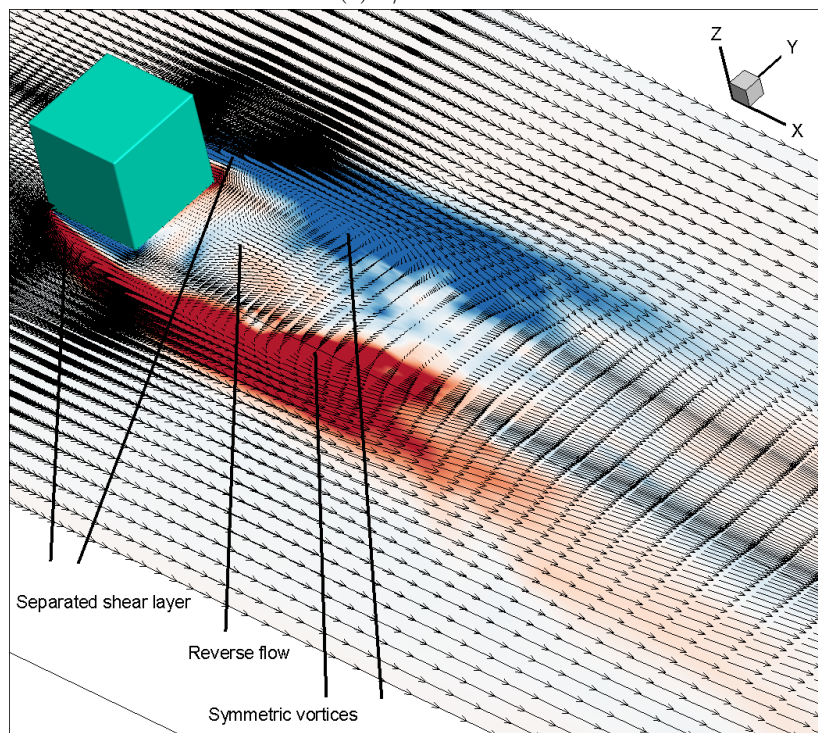 Z
Y
X
Separated shear layer
Reverse flow
Symmetric vortices